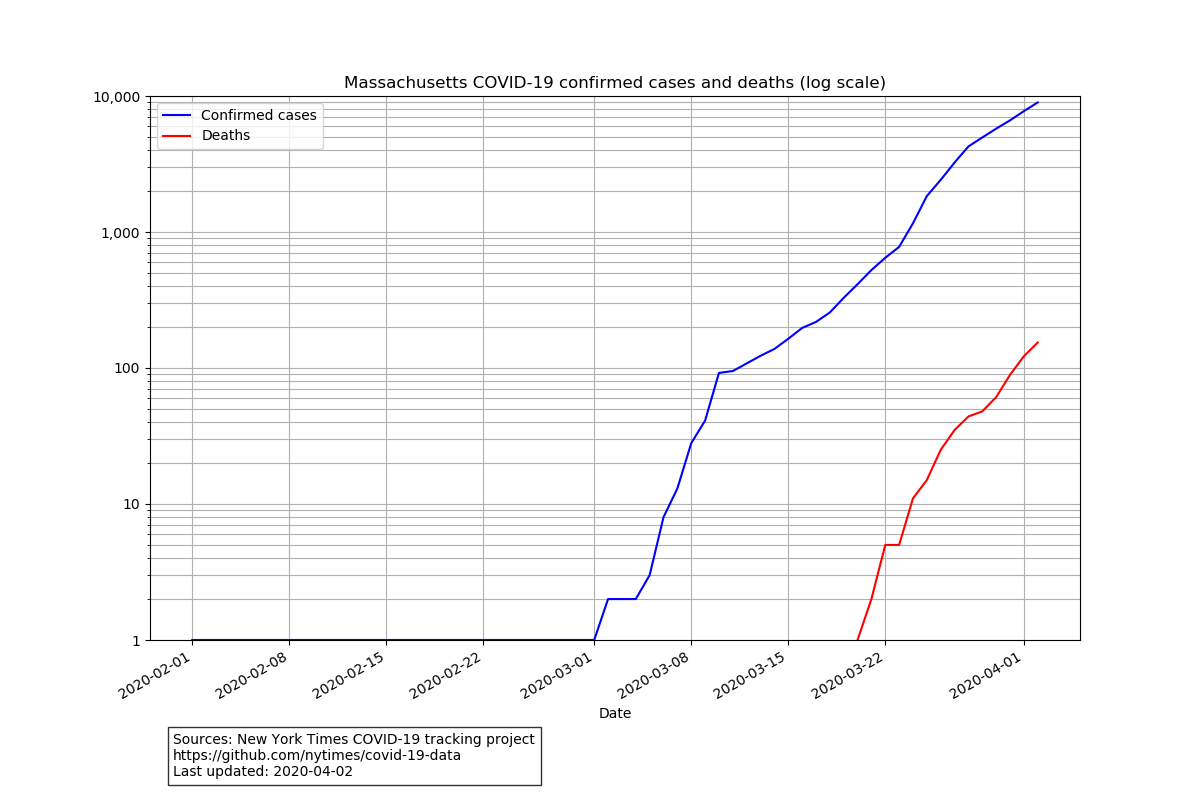 Massachusetts COVID-19 confirmed cases and deaths (log scale)
10,000
1,000
100
10
1
Confirmed cases
Deaths
2020-02-01
2020-02-08
2020-02-15
2020-02-22
2020-03-01
2020-03-08
2020-03-15
2020-03-22
2020-04-01
Date
Sources: New York Times COVID-19 tracking project
https://github.com/nytimes/covid-19-data
Last updated: 2020-04-02